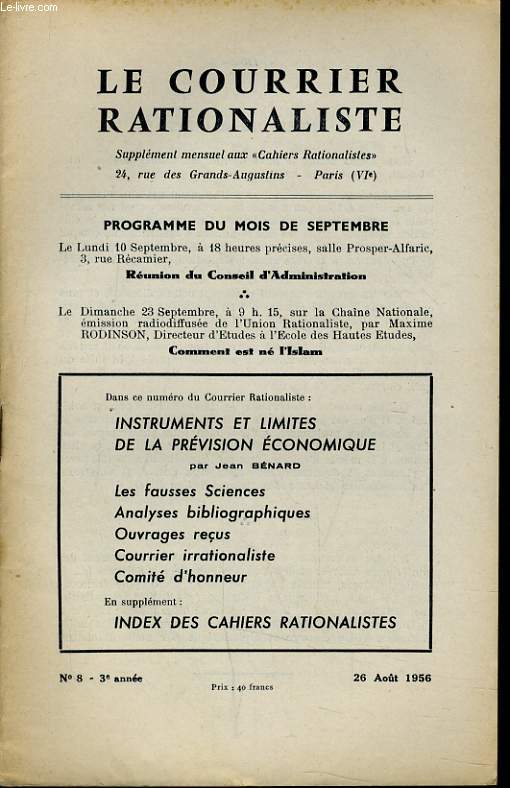 Le-livre.com
LE COURRIER
RATIONALISTE
Supplément mensuel aux «Cahiers Rationalistes»
24, rue des Grands-Augustins - Paris (VIe)
PROGRAMME DU MOIS DE SEPTEMBRE
Le Lundi 10 Septembre, à 18 heures précises, salle Prosper-Alfaric,
3, rue Récamier,
Réunion du Conseil d'Administration
Le Dimanche 23 Septembre, à 9 h. 15, sur la Chaîne Nationale,
émission radiodiffusée de l'Union Rationaliste, par Maxime
RODINSON, Directeur d'Etudes à l'Ecole des Hautes Etudes,
Comment est né l'Islam
Dans ce numéro du Courrier Rationaliste :
INSTRUMENTS ET LIMITES
DE LA PRÉVISION ÉCONOMIQUE
par Jean BÉNARD
Les fausses Sciences
Analyses bibliographiques
Ouvrages reçus
Courrier irrationaliste
Comité d'honneur
En supplément :
INDEX DES CAHIERS RATIONALISTES
No 8 - 3e année
26 Août 1956
Prix : 40 francs